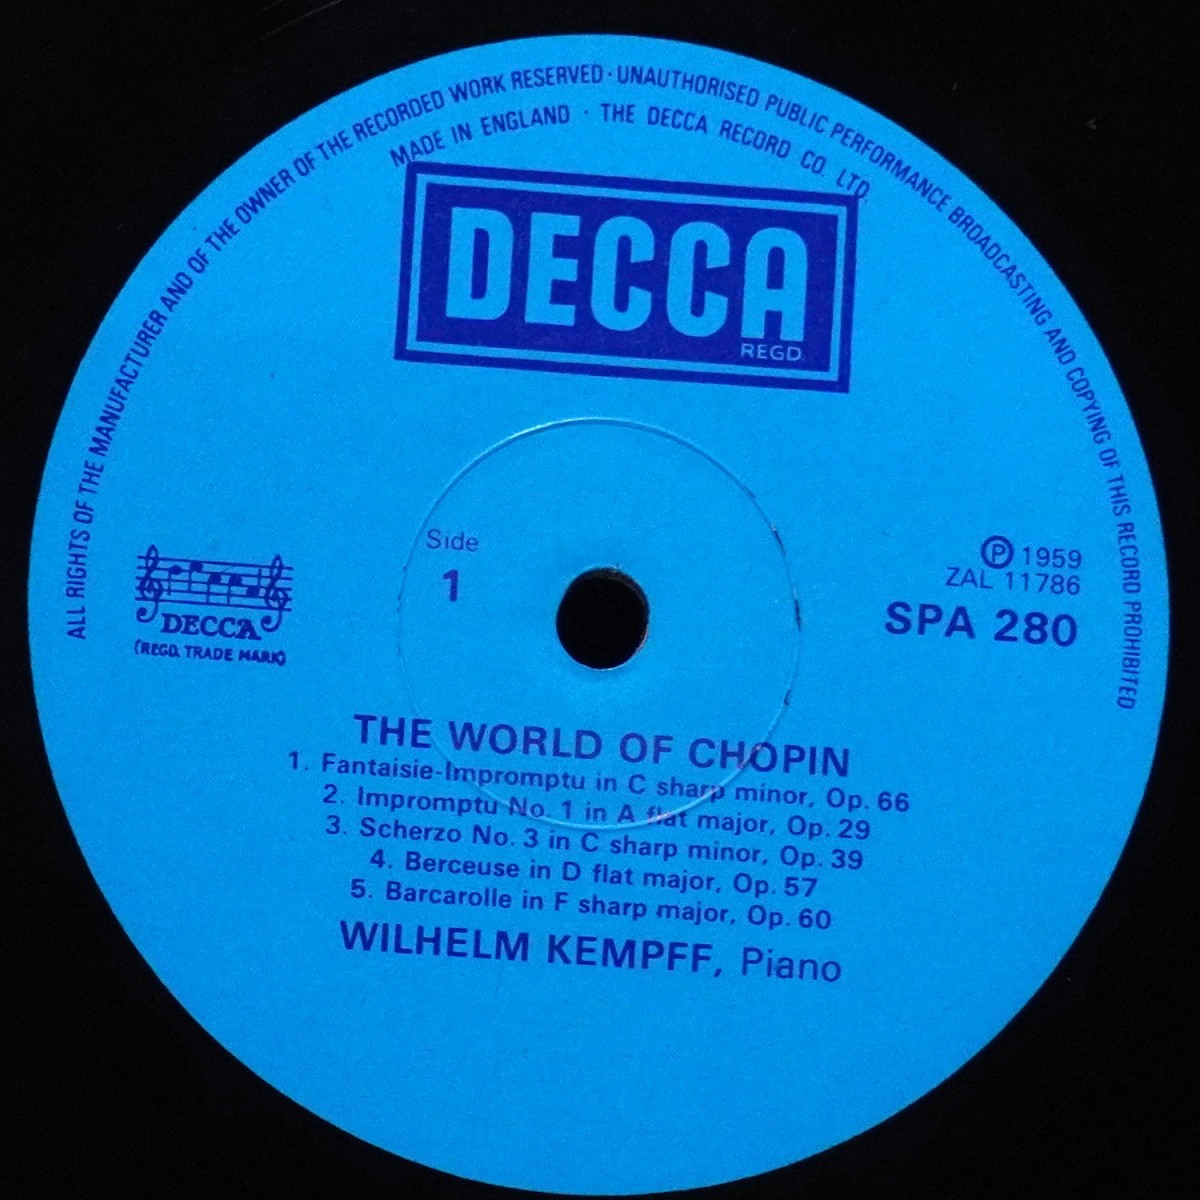 ALL RIGHTS OF THE MANUFACTURER AND OF THE OWNER OF THE RECORDED WORK RESERVED · UNAUTHORISED PUBLIC PERFORMANCE BROADCASTING AND COPYING OF THIS RECORD PROHIBITED
MADE IN ENGLAND · THE DECCA RECORD CO. LTD.
DECCA
REGD
Side
1
DECCA
(REGD. TRADE MARK)
Ⓟ 1959
ZAL 11786
SPA 280
THE WORLD OF CHOPIN
1. Fantaisie-Impromptu in C sharp minor, Op. 66
2. Impromptu No. 1 in A flat major, Op. 29
3. Scherzo No. 3 in C sharp minor, Op. 39
4. Berceuse in D flat major, Op. 57
5. Barcarolle in F sharp major, Op. 60
WILHELM KEMPFF, Piano